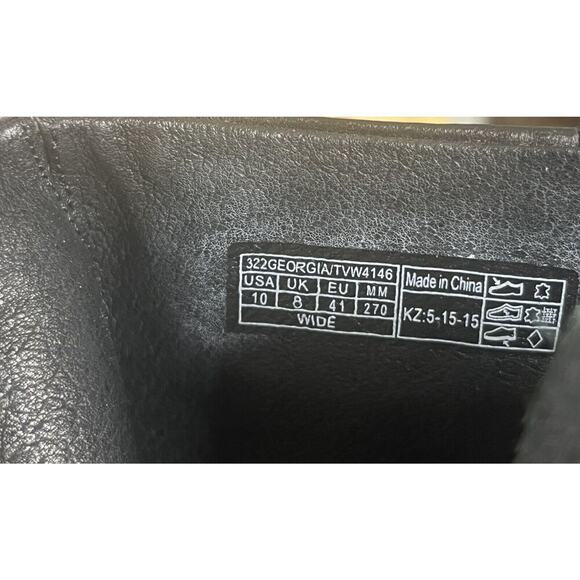 322GEORGIA/TVW4146
USA UK EU MM
10 8 41 270
WIDE
Made in China
KZ:5-15-15